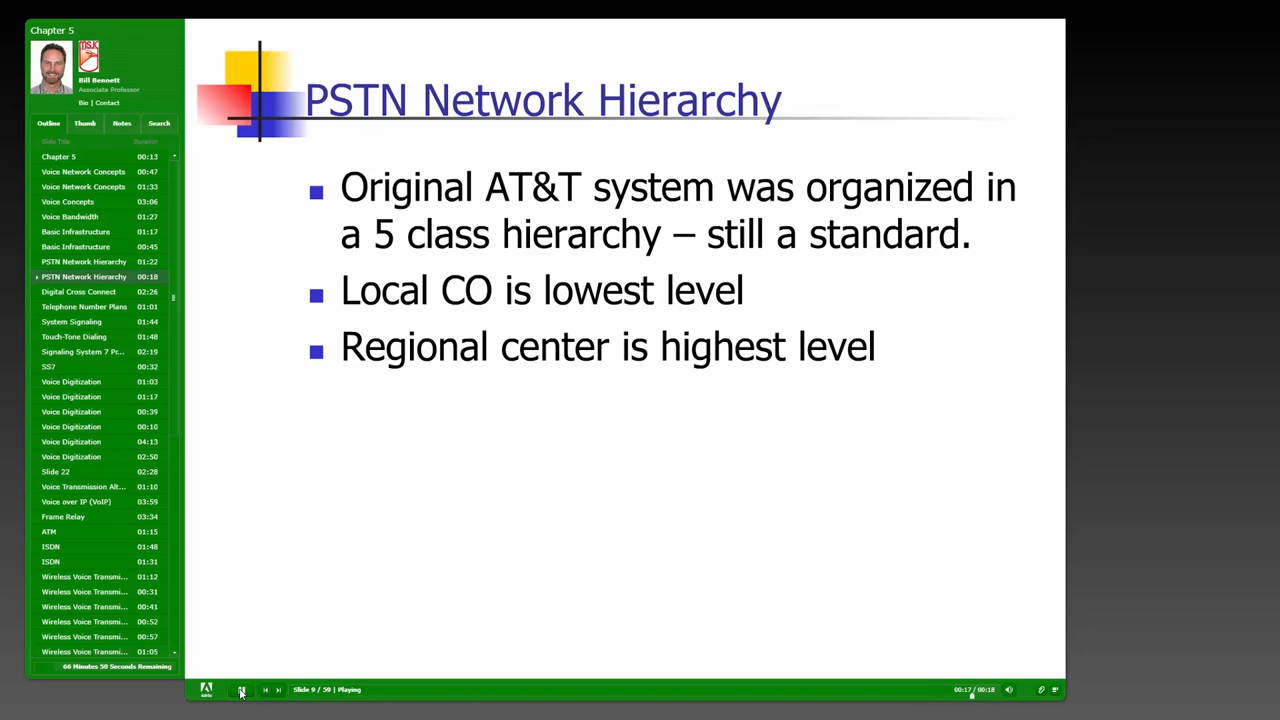 Chapter 5
MSJC
Bill Bennett
Associate Professor
Bio | Contact
Outline Thumb Notes Search
Slide Title Duration
Chapter 5 00:13
Voice Network Concepts 00:47
Voice Network Concepts 01:33
Voice Concepts 03:06
Voice Bandwidth 01:27
Basic Infrastructure 01:17
Basic Infrastructure 00:45
PSTN Network Hierarchy 01:22
PSTN Network Hierarchy 00:18
Digital Cross Connect 02:26
Telephone Number Plans 01:01
System Signaling 01:44
Touch-Tone Dialing 01:48
Signaling System 7 Pr... 02:19
SS7 00:32
Voice Digitization 01:03
Voice Digitization 01:17
Voice Digitization 00:39
Voice Digitization 00:10
Voice Digitization 04:13
Voice Digitization 02:50
Slide 22 02:28
Voice Transmission Alt... 01:10
Voice over IP (VoIP) 03:59
Frame Relay 03:34
ATM 01:15
ISDN 01:48
ISDN 01:31
Wireless Voice Transmi... 01:12
Wireless Voice Transmi... 00:31
Wireless Voice Transmi... 00:41
Wireless Voice Transmi... 00:52
Wireless Voice Transmi... 00:57
Wireless Voice Transmi... 01:05
66 Minutes 50 Seconds Remaining
PSTN Network Hierarchy
Original AT&T system was organized in
a 5 class hierarchy – still a standard.
Local CO is lowest level
Regional center is highest level
Adobe
Slide 9 / 59 | Playing
00:17 / 00:18